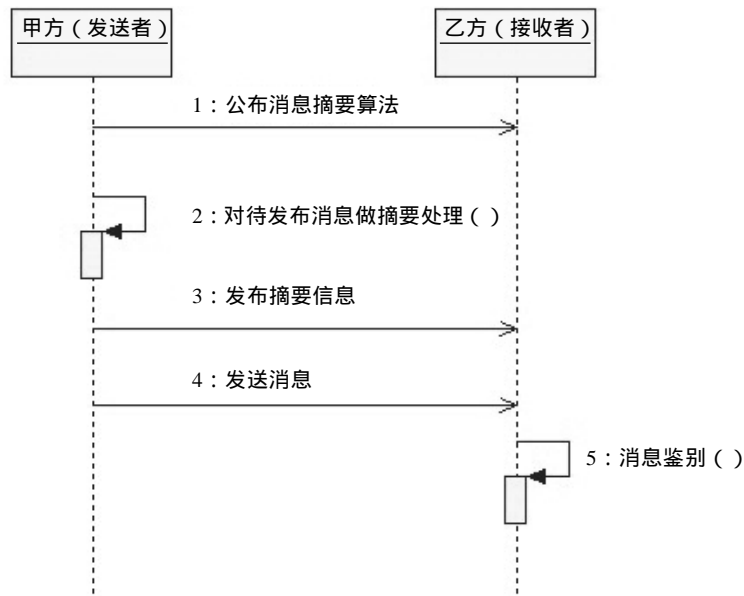 甲方（发送者）
乙方（接收者）
1：公布消息摘要算法
2：对待发布消息做摘要处理（）
3：发布摘要信息
4：发送消息
5：消息鉴别（）